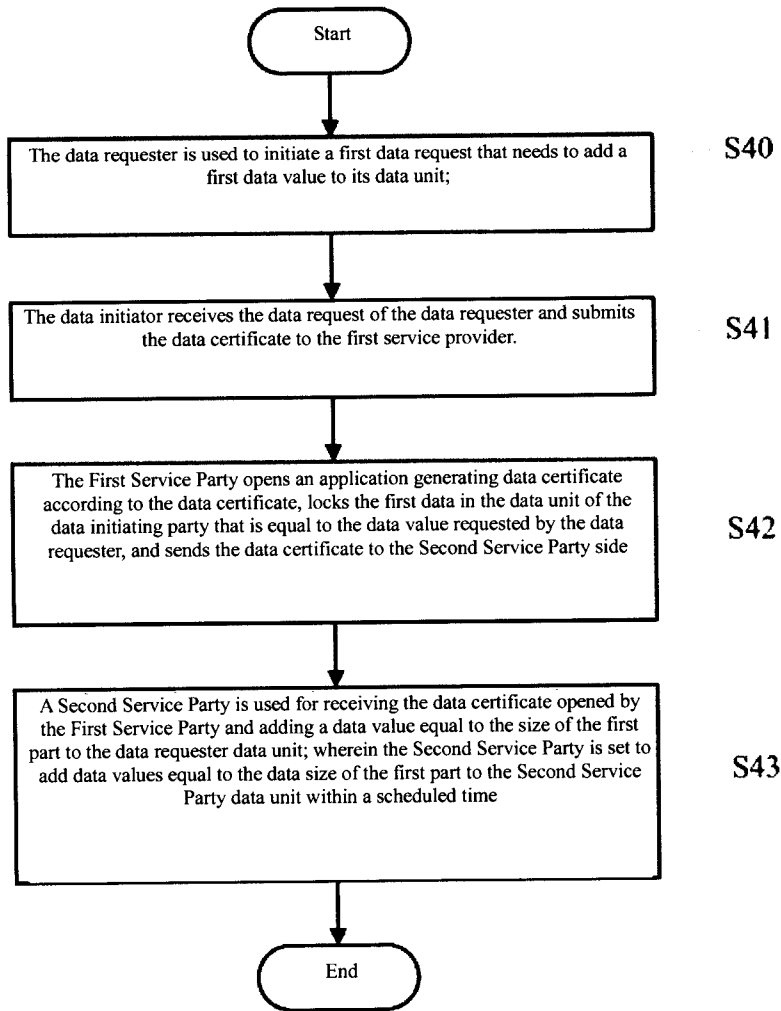 Start
The data requester is used to initiate a first data request that needs to add a
first data value to its data unit;
S40
The data initiator receives the data request of the data requester and submits
the data certificate to the first service provider.
S41
The First Service Party opens an application generating data certificate
according to the data certificate, locks the first data in the data unit of the
data initiating party that is equal to the data value requested by the data
requester, and sends the data certificate to the Second Service Party side
S42
A Second Service Party is used for receiving the data certificate opened by
the First Service Party and adding a data value equal to the size of the first
part to the data requester data unit; wherein the Second Service Party is set to
add data values equal to the data size of the first part to the Second Service
Party data unit within a scheduled time
S43
End